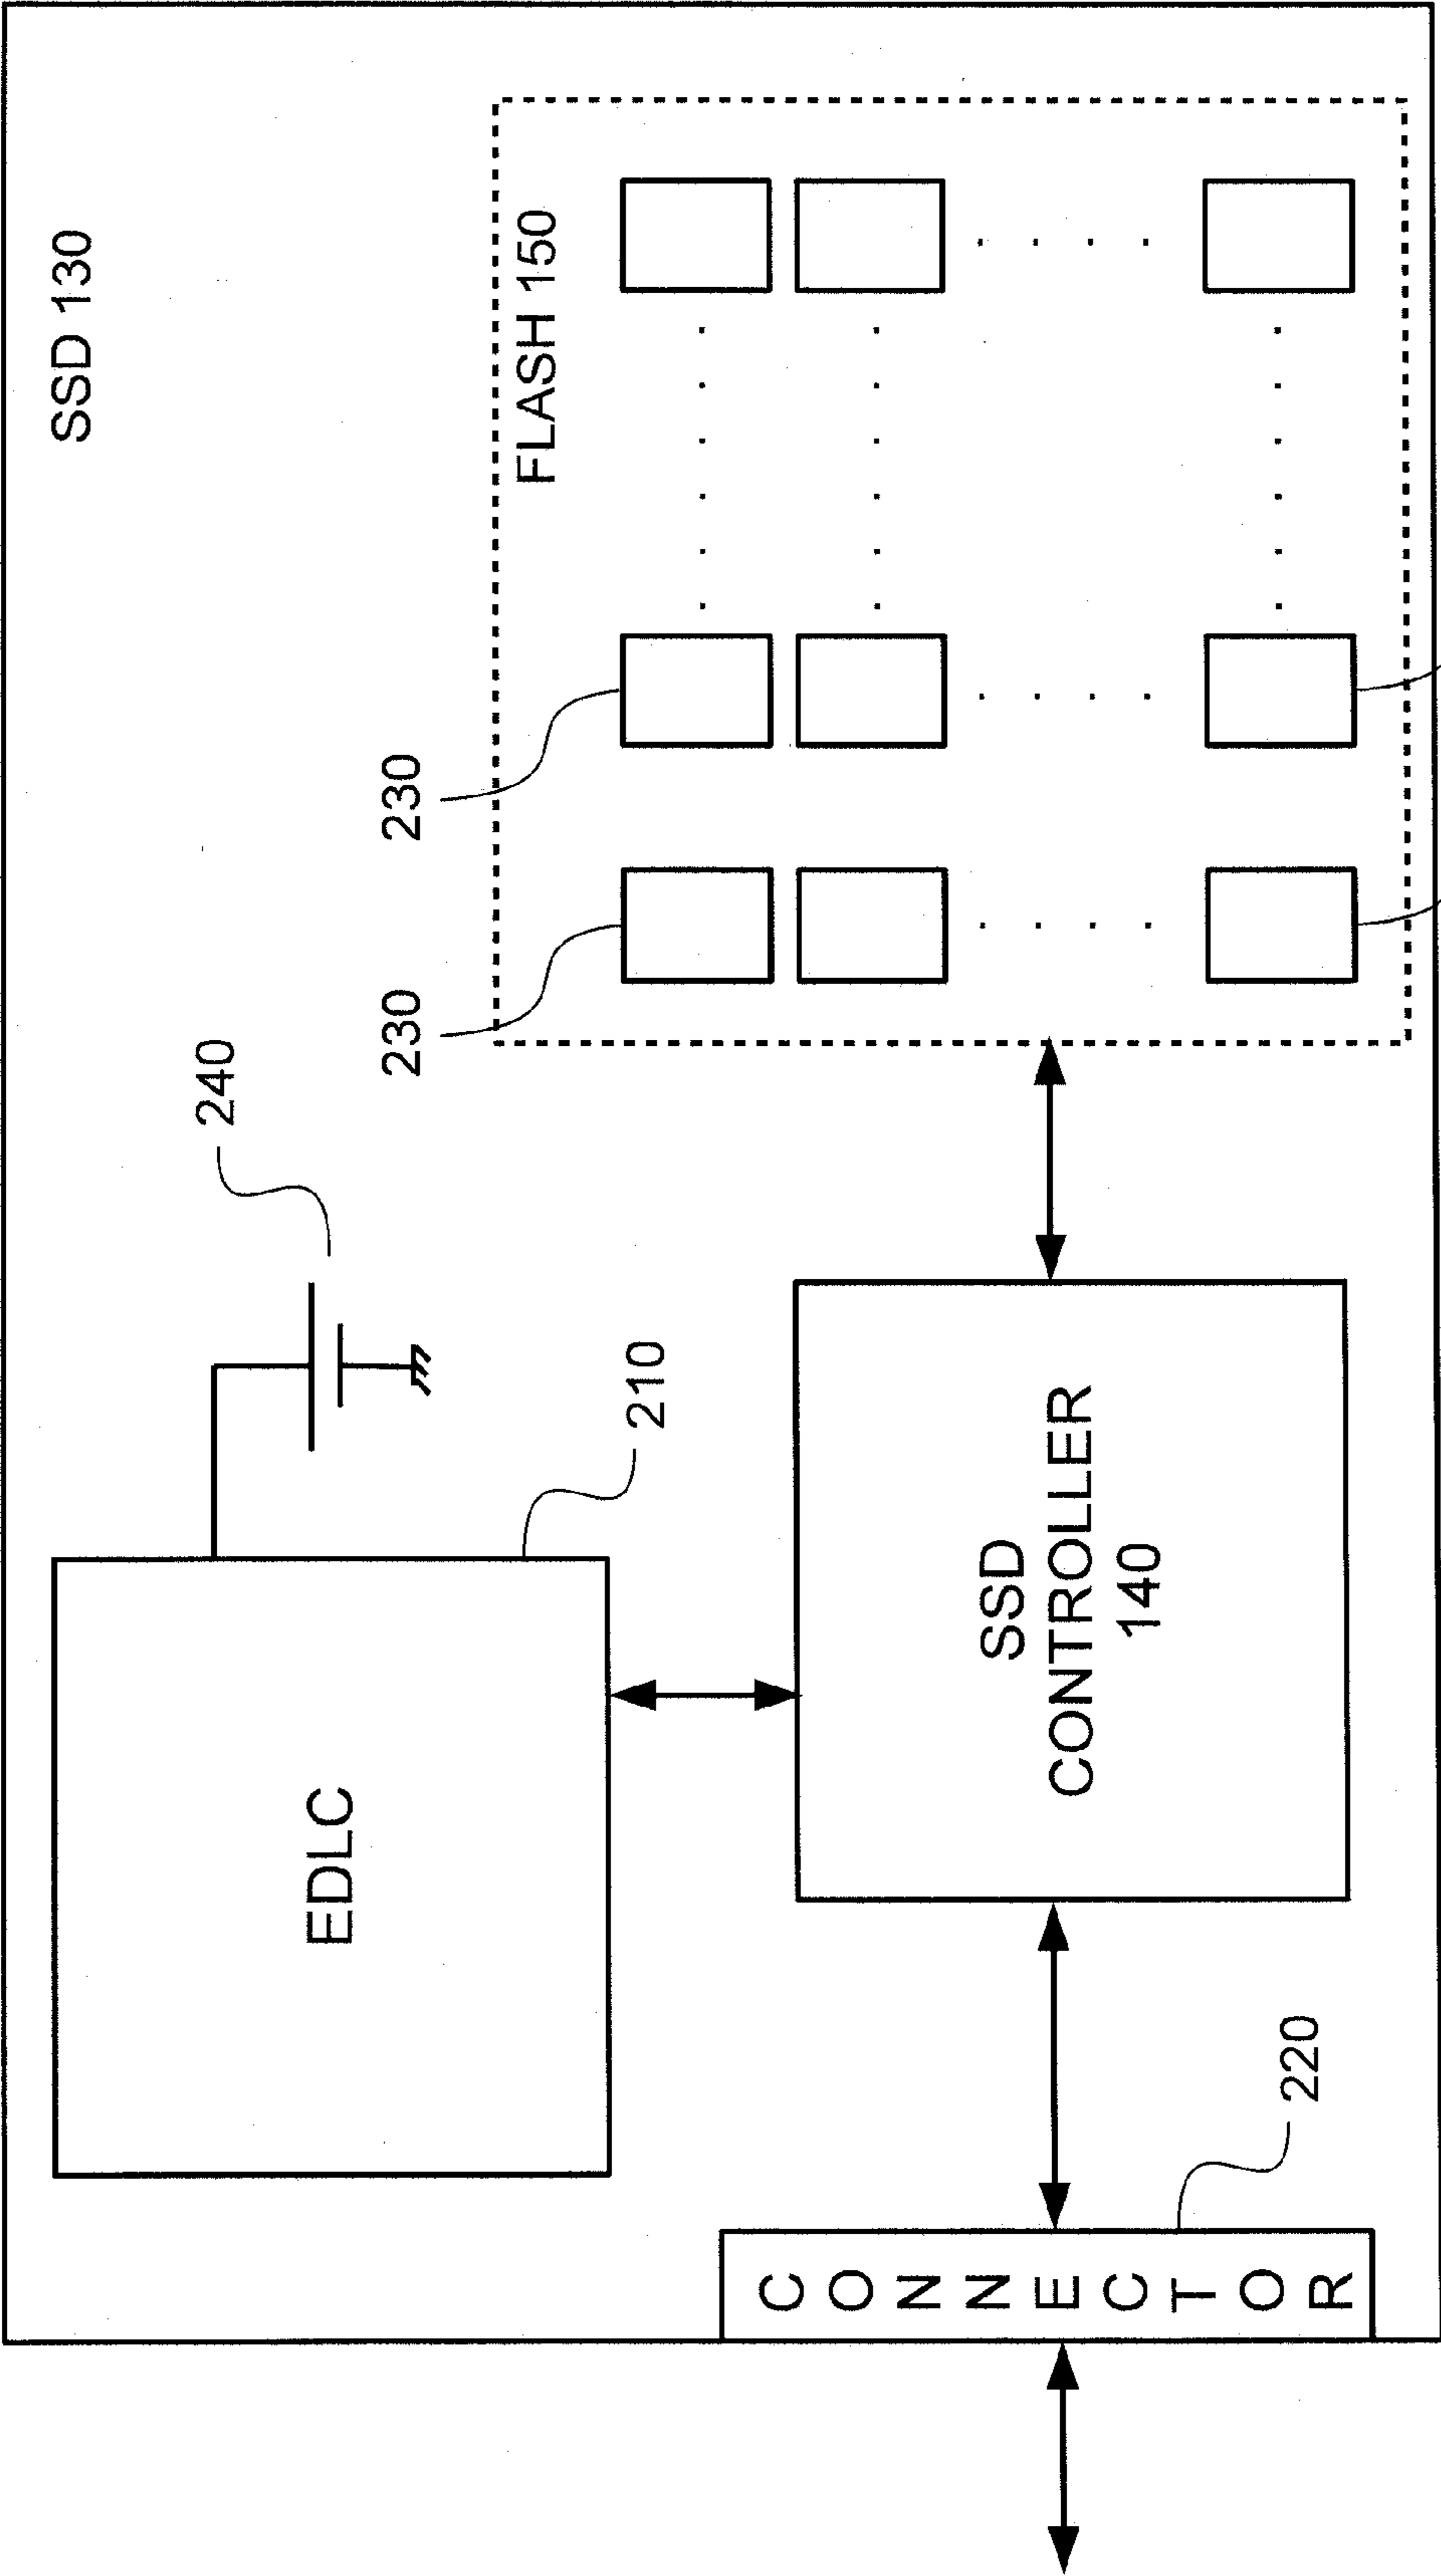 SSD 130
FLASH 150
230
230
240
210
EDLC
SSD
CONTROLLER
140
220
CONNECTOR